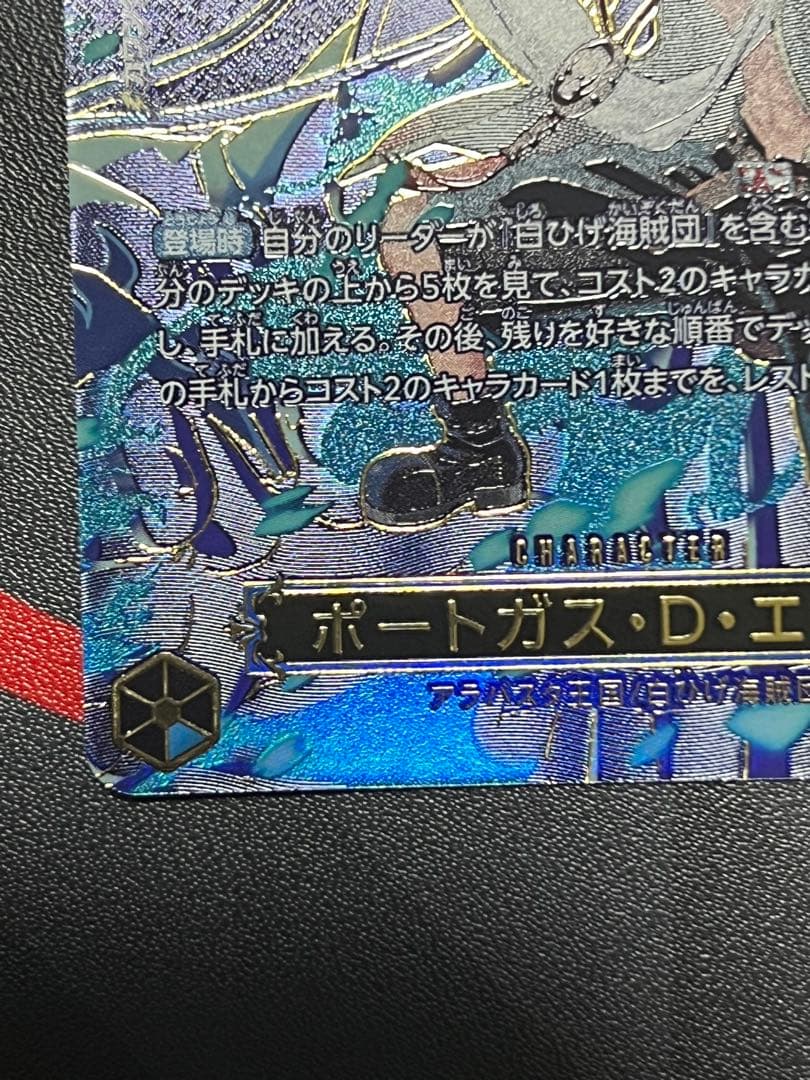 登場時 自分のリーダーが『白ひげ海賊団』を含む
分のデッキの上から5枚を見て、コスト2のキャラカ
し、手札に加える。その後、残りを好きな順番でデッ
の手札からコスト2のキャラカード1枚までを、レスト
CHARACTER
ポートガス・D・エ
アラバスタ王国/白ひげ海賊団